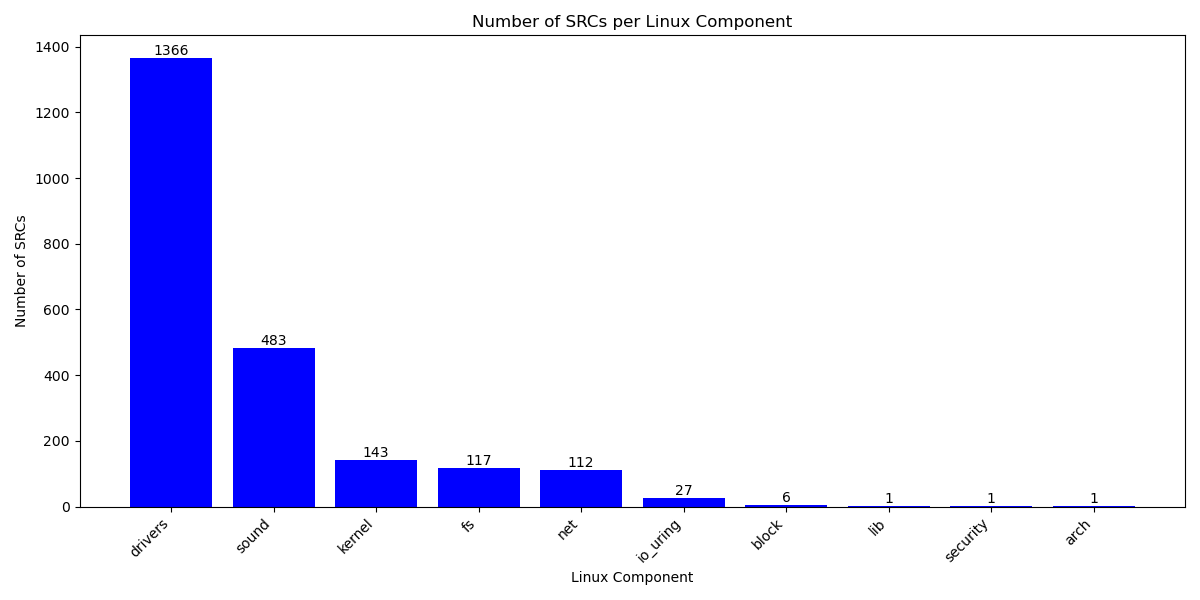 Number of SRCs per Linux Component
Number of SRCs
1400
1200
1000
800
600
400
200
0
1366
483
143
117
112
27
6
1
1
1
drivers
sound
kernel
fs
net
io_uring
block
lib
security
arch
Linux Component